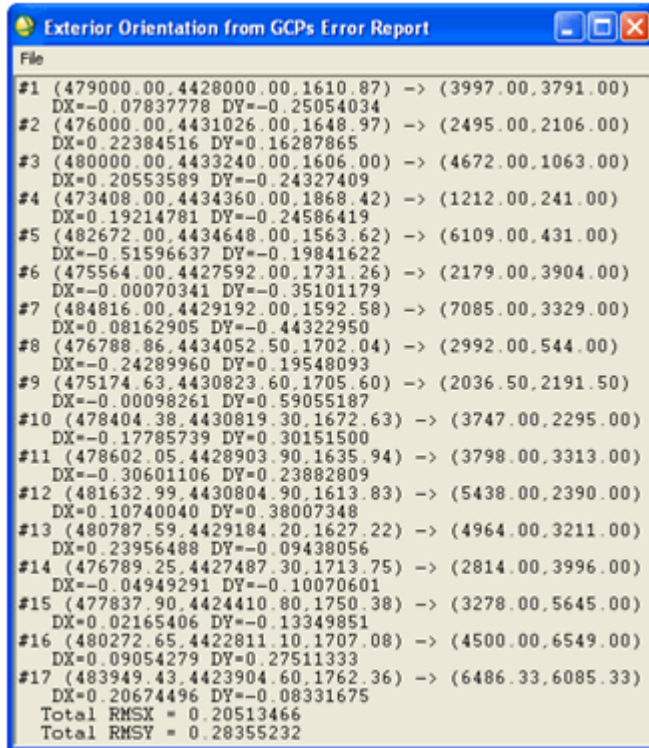 Exterior Orientation from GCPs Error Report
File
#1 (479000.00,4428000.00,1610.87) -> (3997.00,3791.00)
DX=-0.07837778 DY=-0.25054034
#2 (476000.00,4431026.00,1648.97) -> (2495.00,2106.00)
DX=0.22384516 DY=0.16287865
#3 (480000.00,4433240.00,1606.00) -> (4672.00,1063.00)
DX=0.20553589 DY=-0.24327409
#4 (473408.00,4434360.00,1868.42) -> (1212.00,241.00)
DX=0.19214781 DY=-0.24586419
#5 (482672.00,4434648.00,1563.62) -> (6109.00,431.00)
DX=-0.51596637 DY=-0.19841622
#6 (475564.00,4427592.00,1731.26) -> (2179.00,3904.00)
DX=-0.00070341 DY=-0.35101179
#7 (484816.00,4429192.00,1592.58) -> (7085.00,3329.00)
DX=0.08162905 DY=-0.44322950
#8 (476788.86,4434052.50,1702.04) -> (2992.00,544.00)
DX=-0.24289960 DY=0.19548093
#9 (475174.63,4430823.60,1705.60) -> (2036.50,2191.50)
DX=-0.00098261 DY=0.59055187
#10 (478404.38,4430819.30,1672.63) -> (3747.00,2295.00)
DX=-0.17785739 DY=0.30151500
#11 (478602.05,4428903.90,1635.94) -> (3798.00,3313.00)
DX=-0.30601106 DY=0.23882809
#12 (481632.99,4430804.90,1613.83) -> (5438.00,2390.00)
DX=0.10740040 DY=0.38007348
#13 (480787.59,4429184.20,1627.22) -> (4964.00,3211.00)
DX=0.23956488 DY=-0.09438056
#14 (476789.25,4427487.30,1713.75) -> (2814.00,3996.00)
DX=-0.04949291 DY=-0.10070601
#15 (477837.90,4424410.80,1750.38) -> (3278.00,5645.00)
DX=0.02165406 DY=-0.13349851
#16 (480272.65,4422811.10,1707.08) -> (4500.00,6549.00)
DX=0.09054279 DY=0.27511333
#17 (483949.43,4423904.60,1762.36) -> (6486.33,6085.33)
DX=0.20674496 DY=-0.08331675
Total RMSX = 0.20513466
Total RMSY = 0.28355232